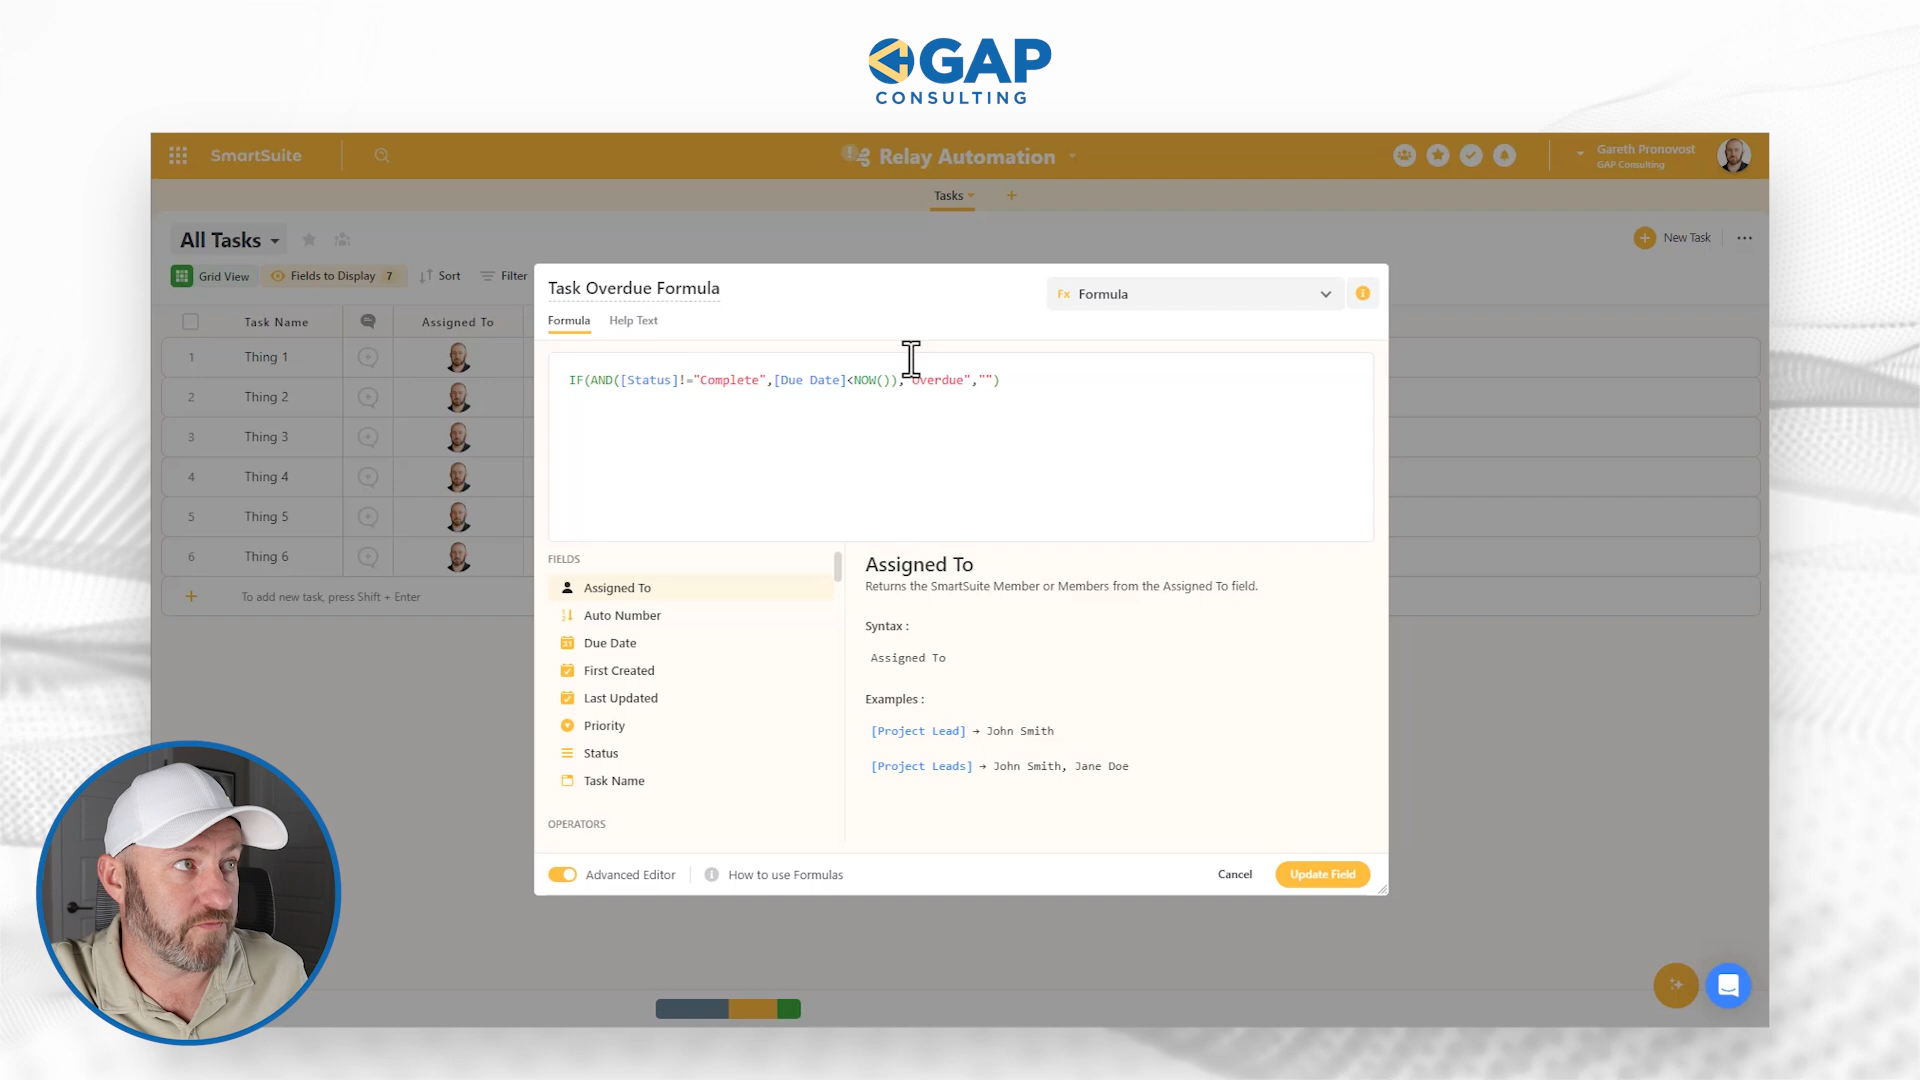 GAP
CONSULTING
SmartSuite
Relay Automation
Gareth Pronovost
GAP Consulting
Tasks
All Tasks
New Task
Grid View
Fields to Display 7
Sort
Filter
Task Name
Assigned To
1 Thing 1
2 Thing 2
3 Thing 3
4 Thing 4
5 Thing 5
6 Thing 6
To add new task, press Shift + Enter
Task Overdue Formula
Fx Formula
Formula
Help Text
IF(AND([Status]!="Complete",[Due Date]<NOW()),"Overdue","")
FIELDS
Assigned To
Auto Number
Due Date
First Created
Last Updated
Priority
Status
Task Name
OPERATORS
Assigned To
Returns the SmartSuite Member or Members from the Assigned To field.
Syntax :
Assigned To
Examples :
[Project Lead] → John Smith
[Project Leads] → John Smith, Jane Doe
Advanced Editor
How to use Formulas
Cancel
Update Field